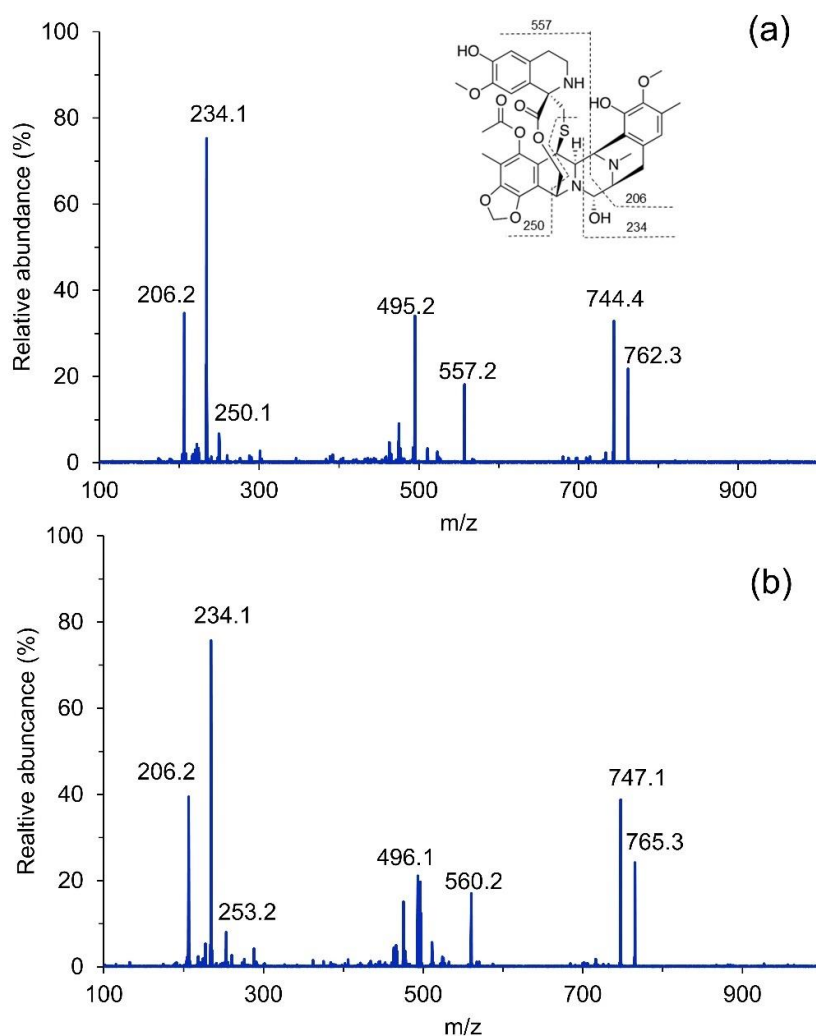 (a)
Relative abundance (%)
100
80
60
40
20
0
100
300
500
700
900
m/z
206.2
234.1
250.1
495.2
557.2
744.4
762.3
557
HO
O
NH
O
S
H
HO
O
O
O
O
N
N
O
O
OH
250
206
234
(b)
Realtive abuncance (%)
100
80
60
40
20
0
100
300
500
700
900
m/z
206.2
234.1
253.2
496.1
560.2
747.1
765.3